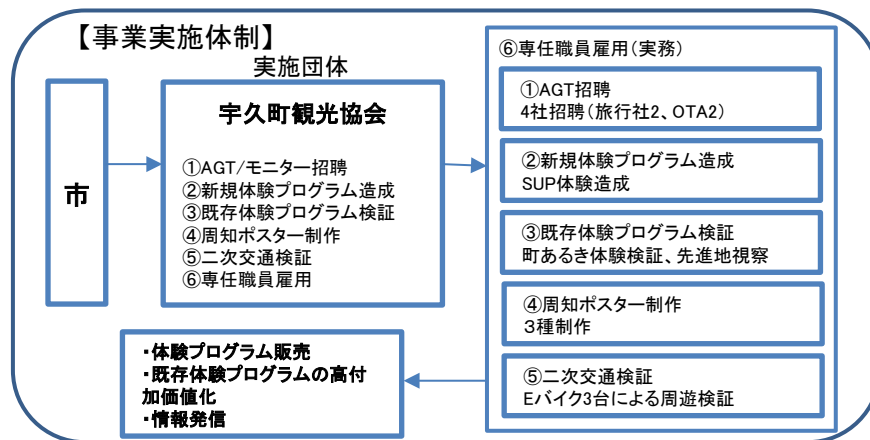 【事業実施体制】
市
実施団体
宇久町観光協会
①AGT/モニター招聘
②新規体験プログラム造成
③既存体験プログラム検証
④周知ポスター制作
⑤二次交通検証
⑥専任職員雇用
⑥専任職員雇用(実務)
①AGT招聘
4社招聘(旅行社2、OTA2)
②新規体験プログラム造成
SUP体験造成
③既存体験プログラム検証
町あるき体験検証、先進地視察
④周知ポスター制作
３種制作
⑤二次交通検証
Eバイク3台による周遊検証
・体験プログラム販売
・既存体験プログラムの高付
加価値化
・情報発信